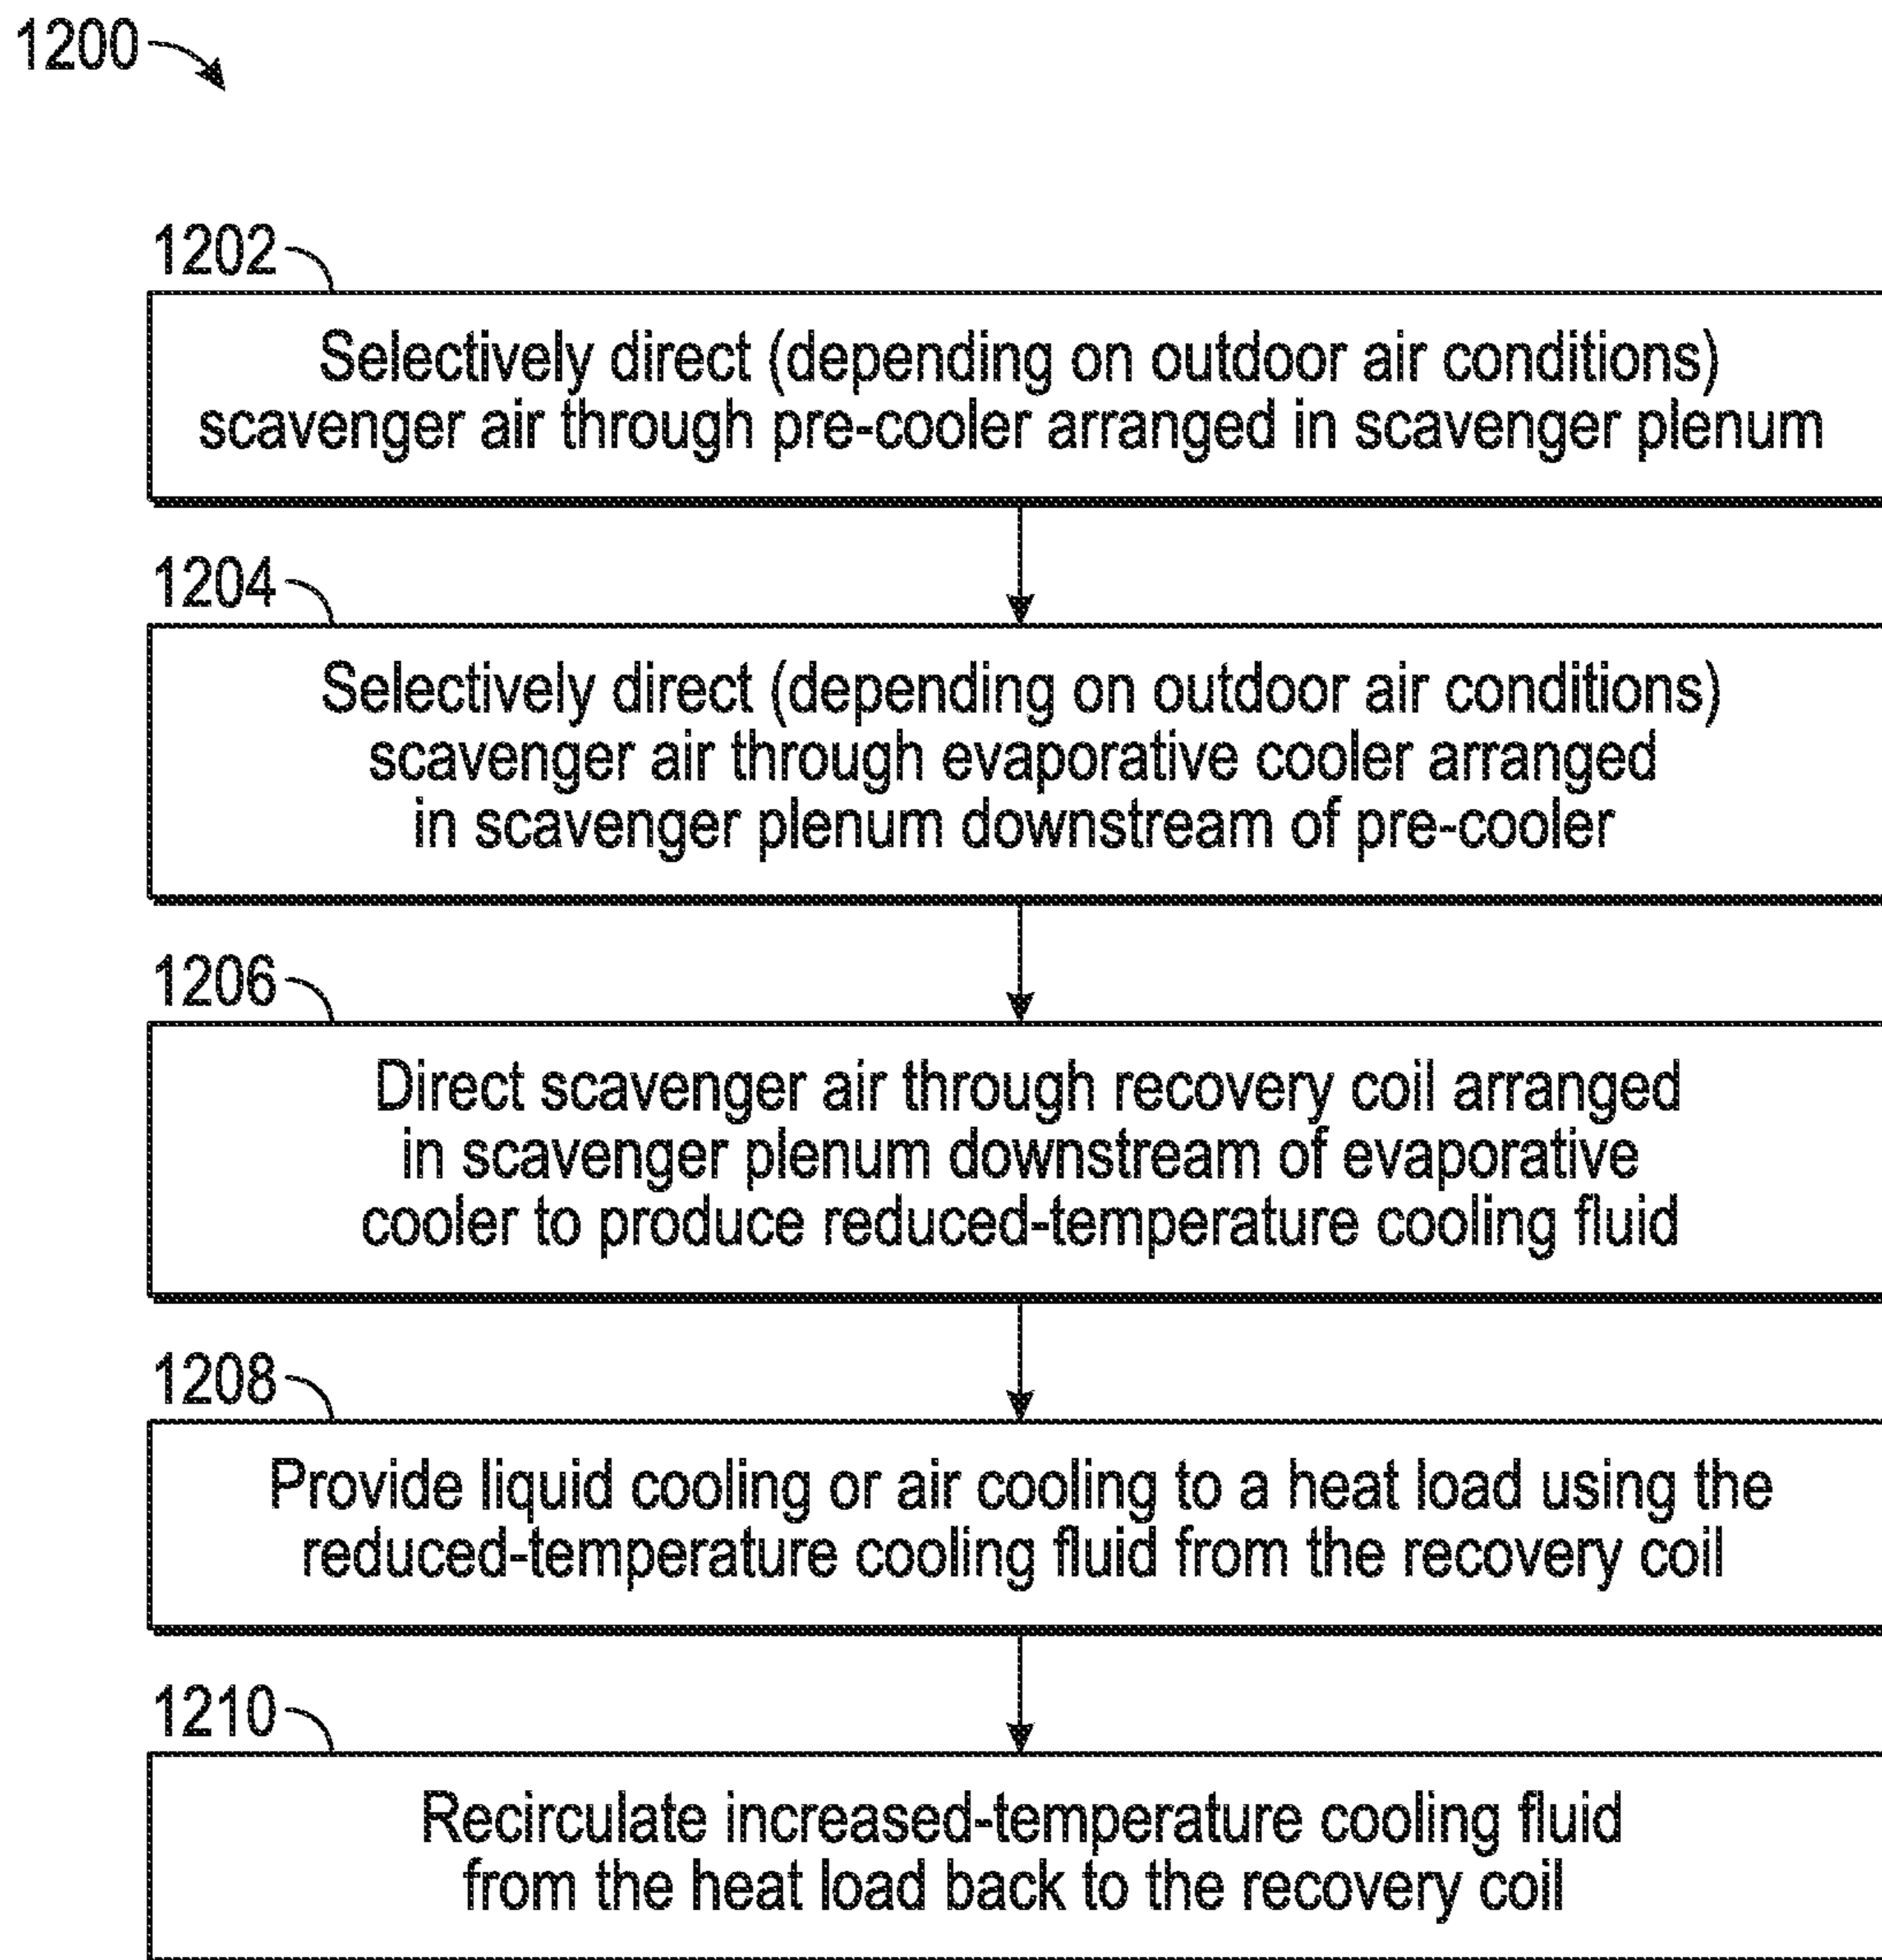 1200
1202
Selectively direct (depending on outdoor air conditions)
scavenger air through pre-cooler arranged in scavenger plenum
1204
Selectively direct (depending on outdoor air conditions)
scavenger air through evaporative cooler arranged
in scavenger plenum downstream of pre-cooler
1206
Direct scavenger air through recovery coil arranged
in scavenger plenum downstream of evaporative
cooler to produce reduced-temperature cooling fluid
1208
Provide liquid cooling or air cooling to a heat load using the
reduced-temperature cooling fluid from the recovery coil
1210
Recirculate increased-temperature cooling fluid
from the heat load back to the recovery coil